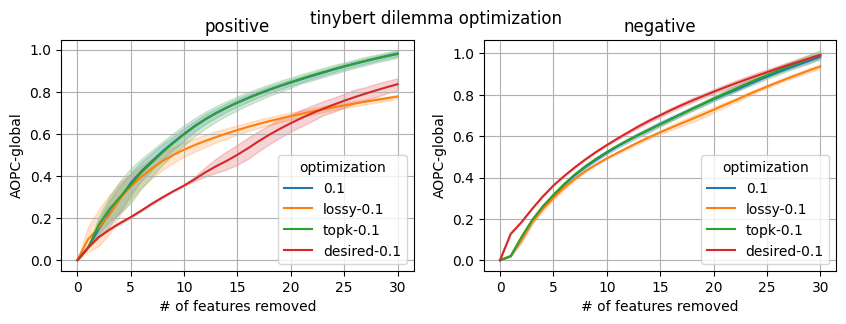 tinybert dilemma optimization
positive
AOPC-global
1.0
0.8
0.6
0.4
0.2
0.0
0 5 10 15 20 25 30
# of features removed
optimization
0.1
lossy-0.1
topk-0.1
desired-0.1
negative
AOPC-global
1.0
0.8
0.6
0.4
0.2
0.0
0 5 10 15 20 25 30
# of features removed
optimization
0.1
lossy-0.1
topk-0.1
desired-0.1